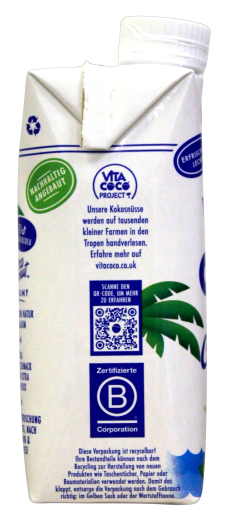 NACHHALTIG
ANGEBAUT
VITA
COCO
PROJECT
ERFRISCH
Unsere Kokosnüsse
werden auf tausenden
kleiner Farmen in den
Tropen handverlesen.
Erfahre mehr auf
vitacoco.co.uk
SCANNE DEN
QR-CODE, UM MEHR
ZU ERFAHREN
Zertifizierte
B
Corporation
Diese Verpackung ist recycelbar!
Ihre Bestandteile können nach dem
Recycling zur Herstellung von neuen
Produkten wie Taschentücher, Papier oder
Baumaterialien verwendet werden. Damit das
klappt, entsorge die Verpackung nach dem Gebrauch
richtig: im Gelben Sack oder der Wertstofftonne.